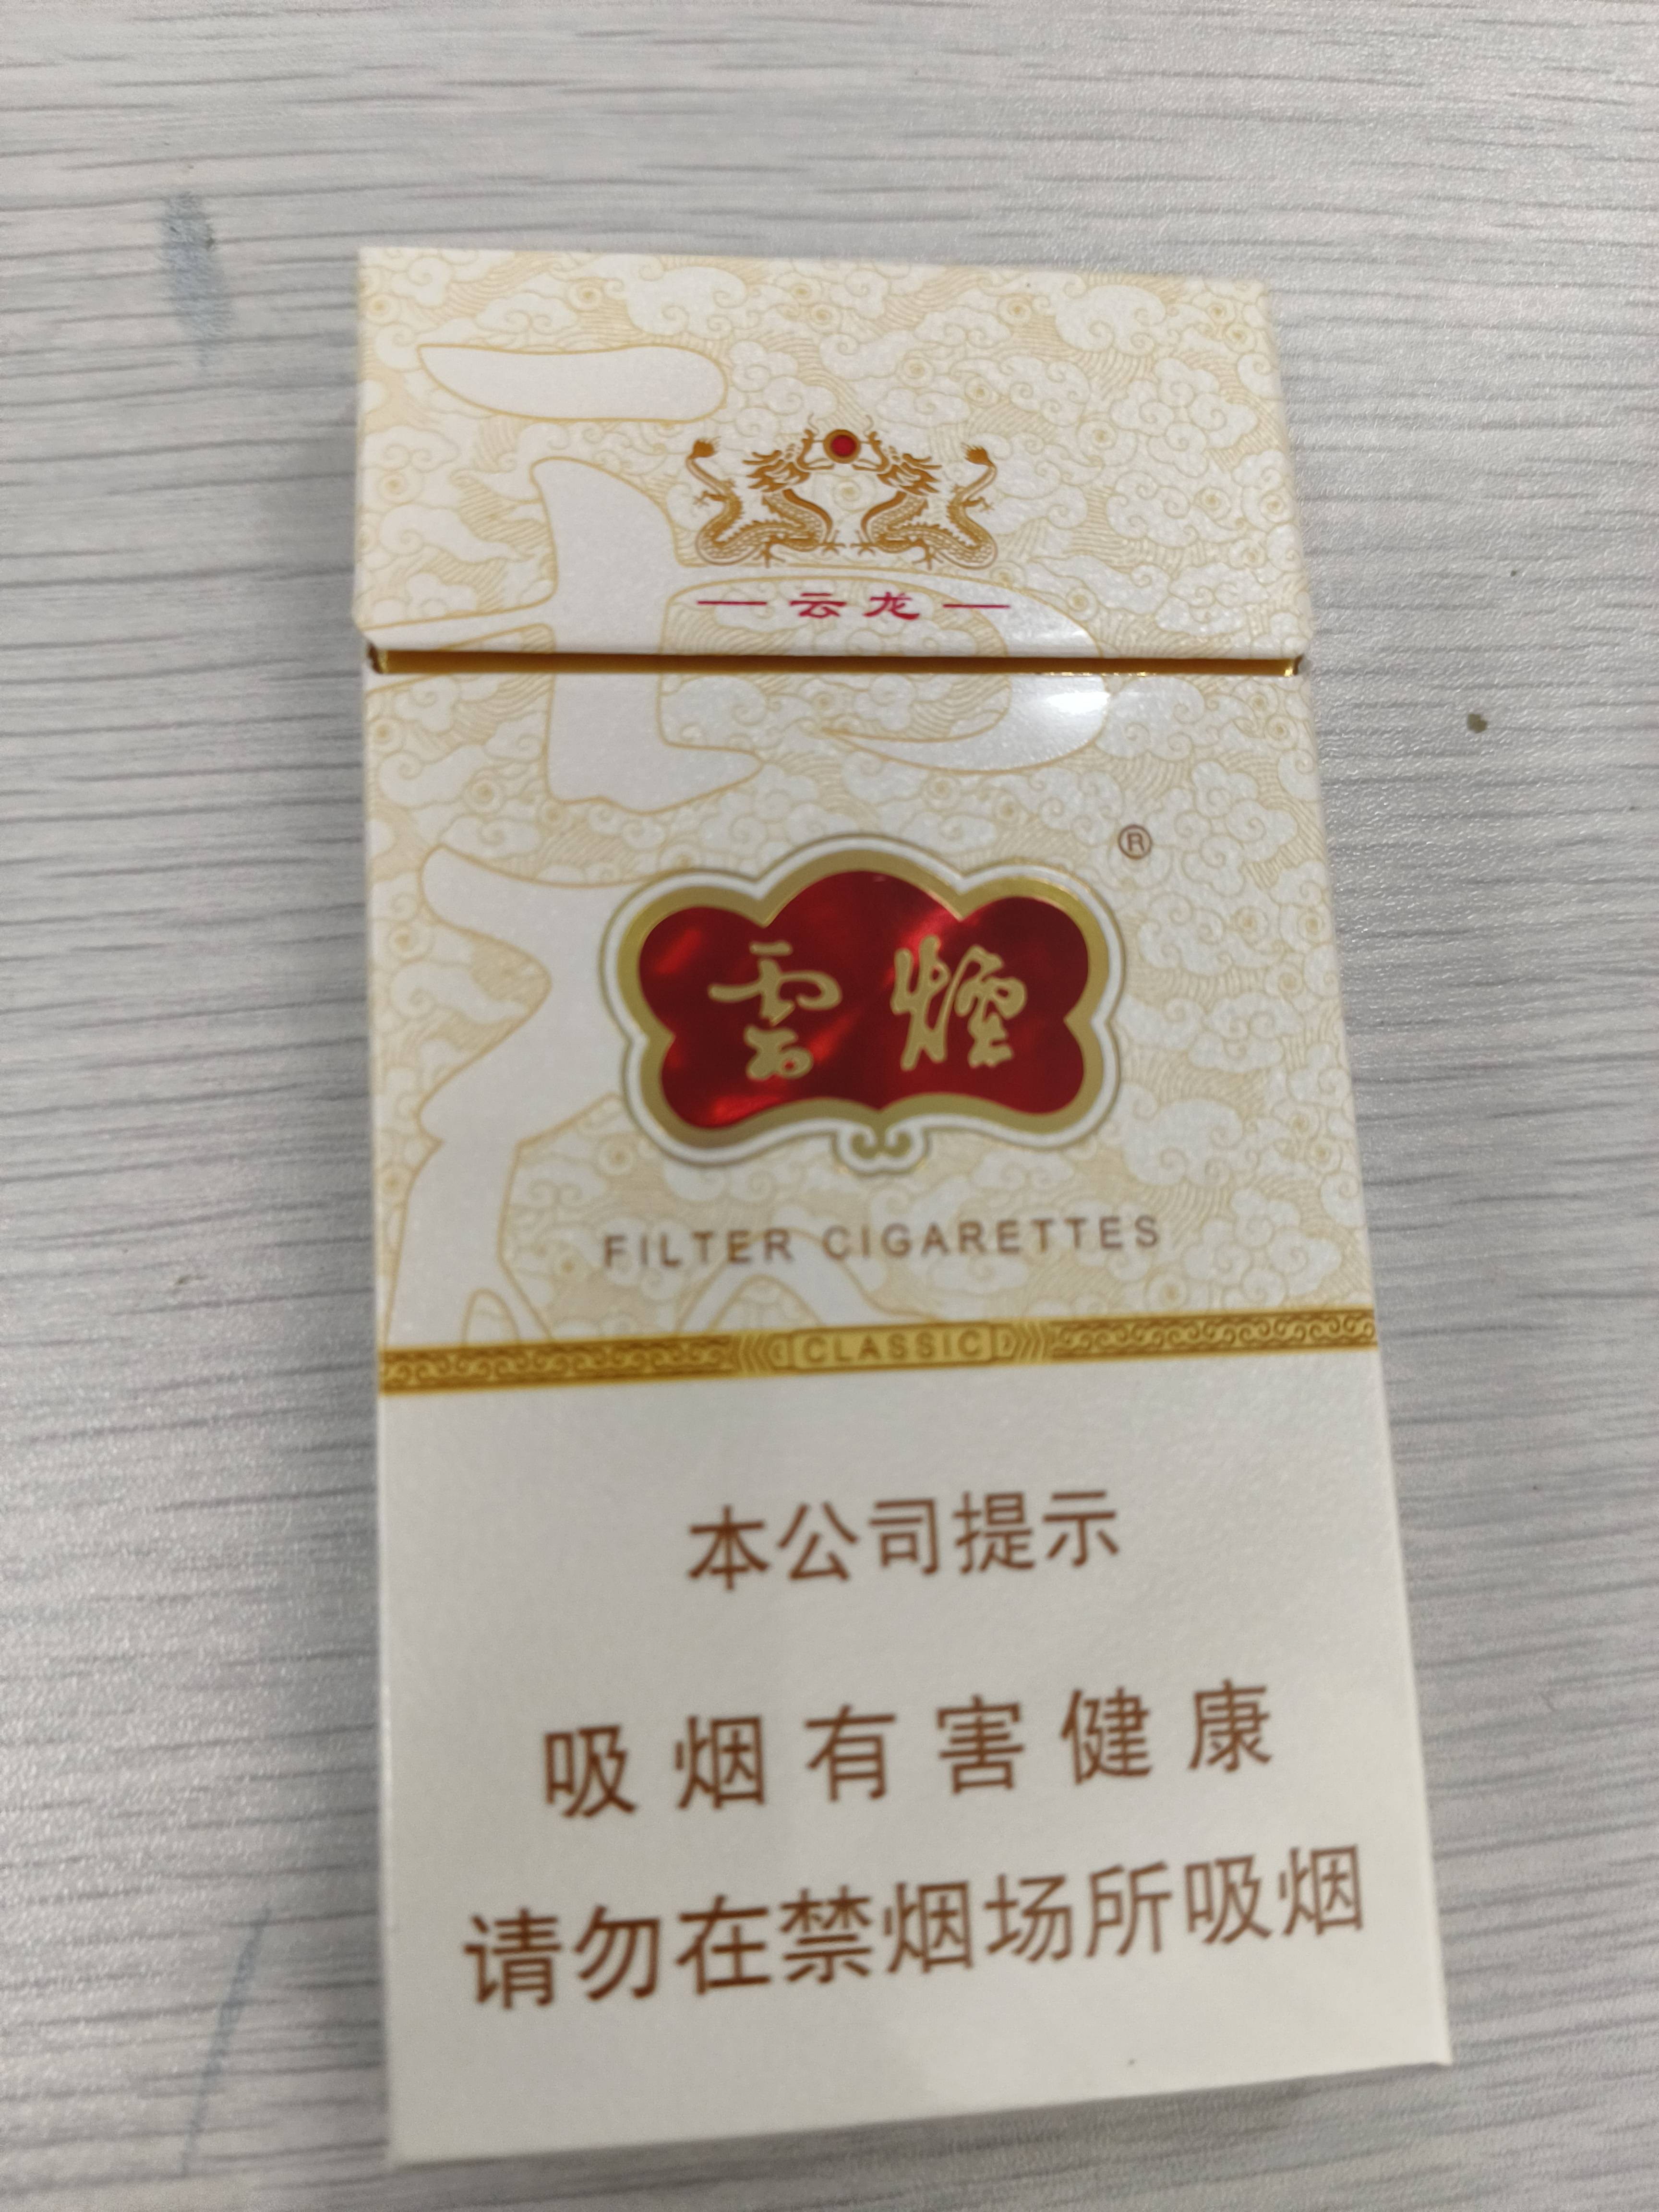 云龙
®
雲煙
FILTER CIGARETTES
CLASSIC
本公司提示
吸烟有害健康
请勿在禁烟场所吸烟